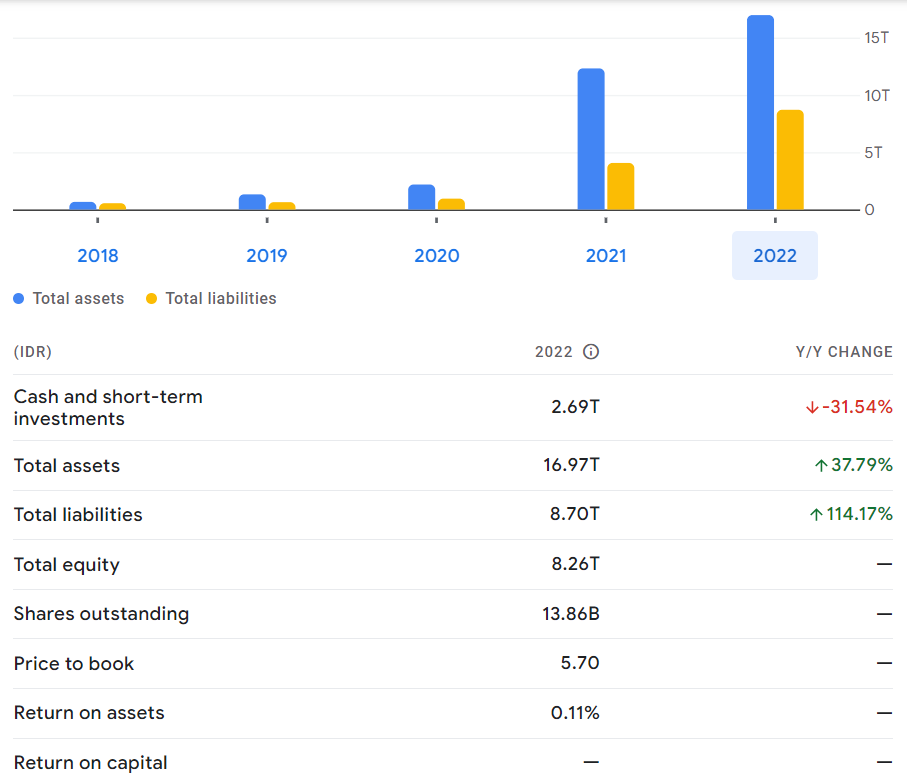 15T
10T
5T
0
2018 2019 2020 2021 2022
Total assets Total liabilities
(IDR) 2022 Y/Y CHANGE
Cash and short-term
investments 2.69T ↓-31.54%
Total assets 16.97T ↑37.79%
Total liabilities 8.70T ↑114.17%
Total equity 8.26T —
Shares outstanding 13.86B —
Price to book 5.70 —
Return on assets 0.11% —
Return on capital — —